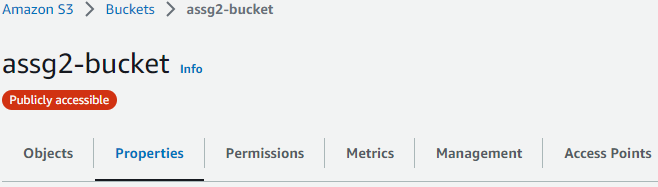 Amazon S3 > Buckets > assg2-bucket
assg2-bucket Info
Publicly accessible
Objects Properties Permissions Metrics Management Access Points